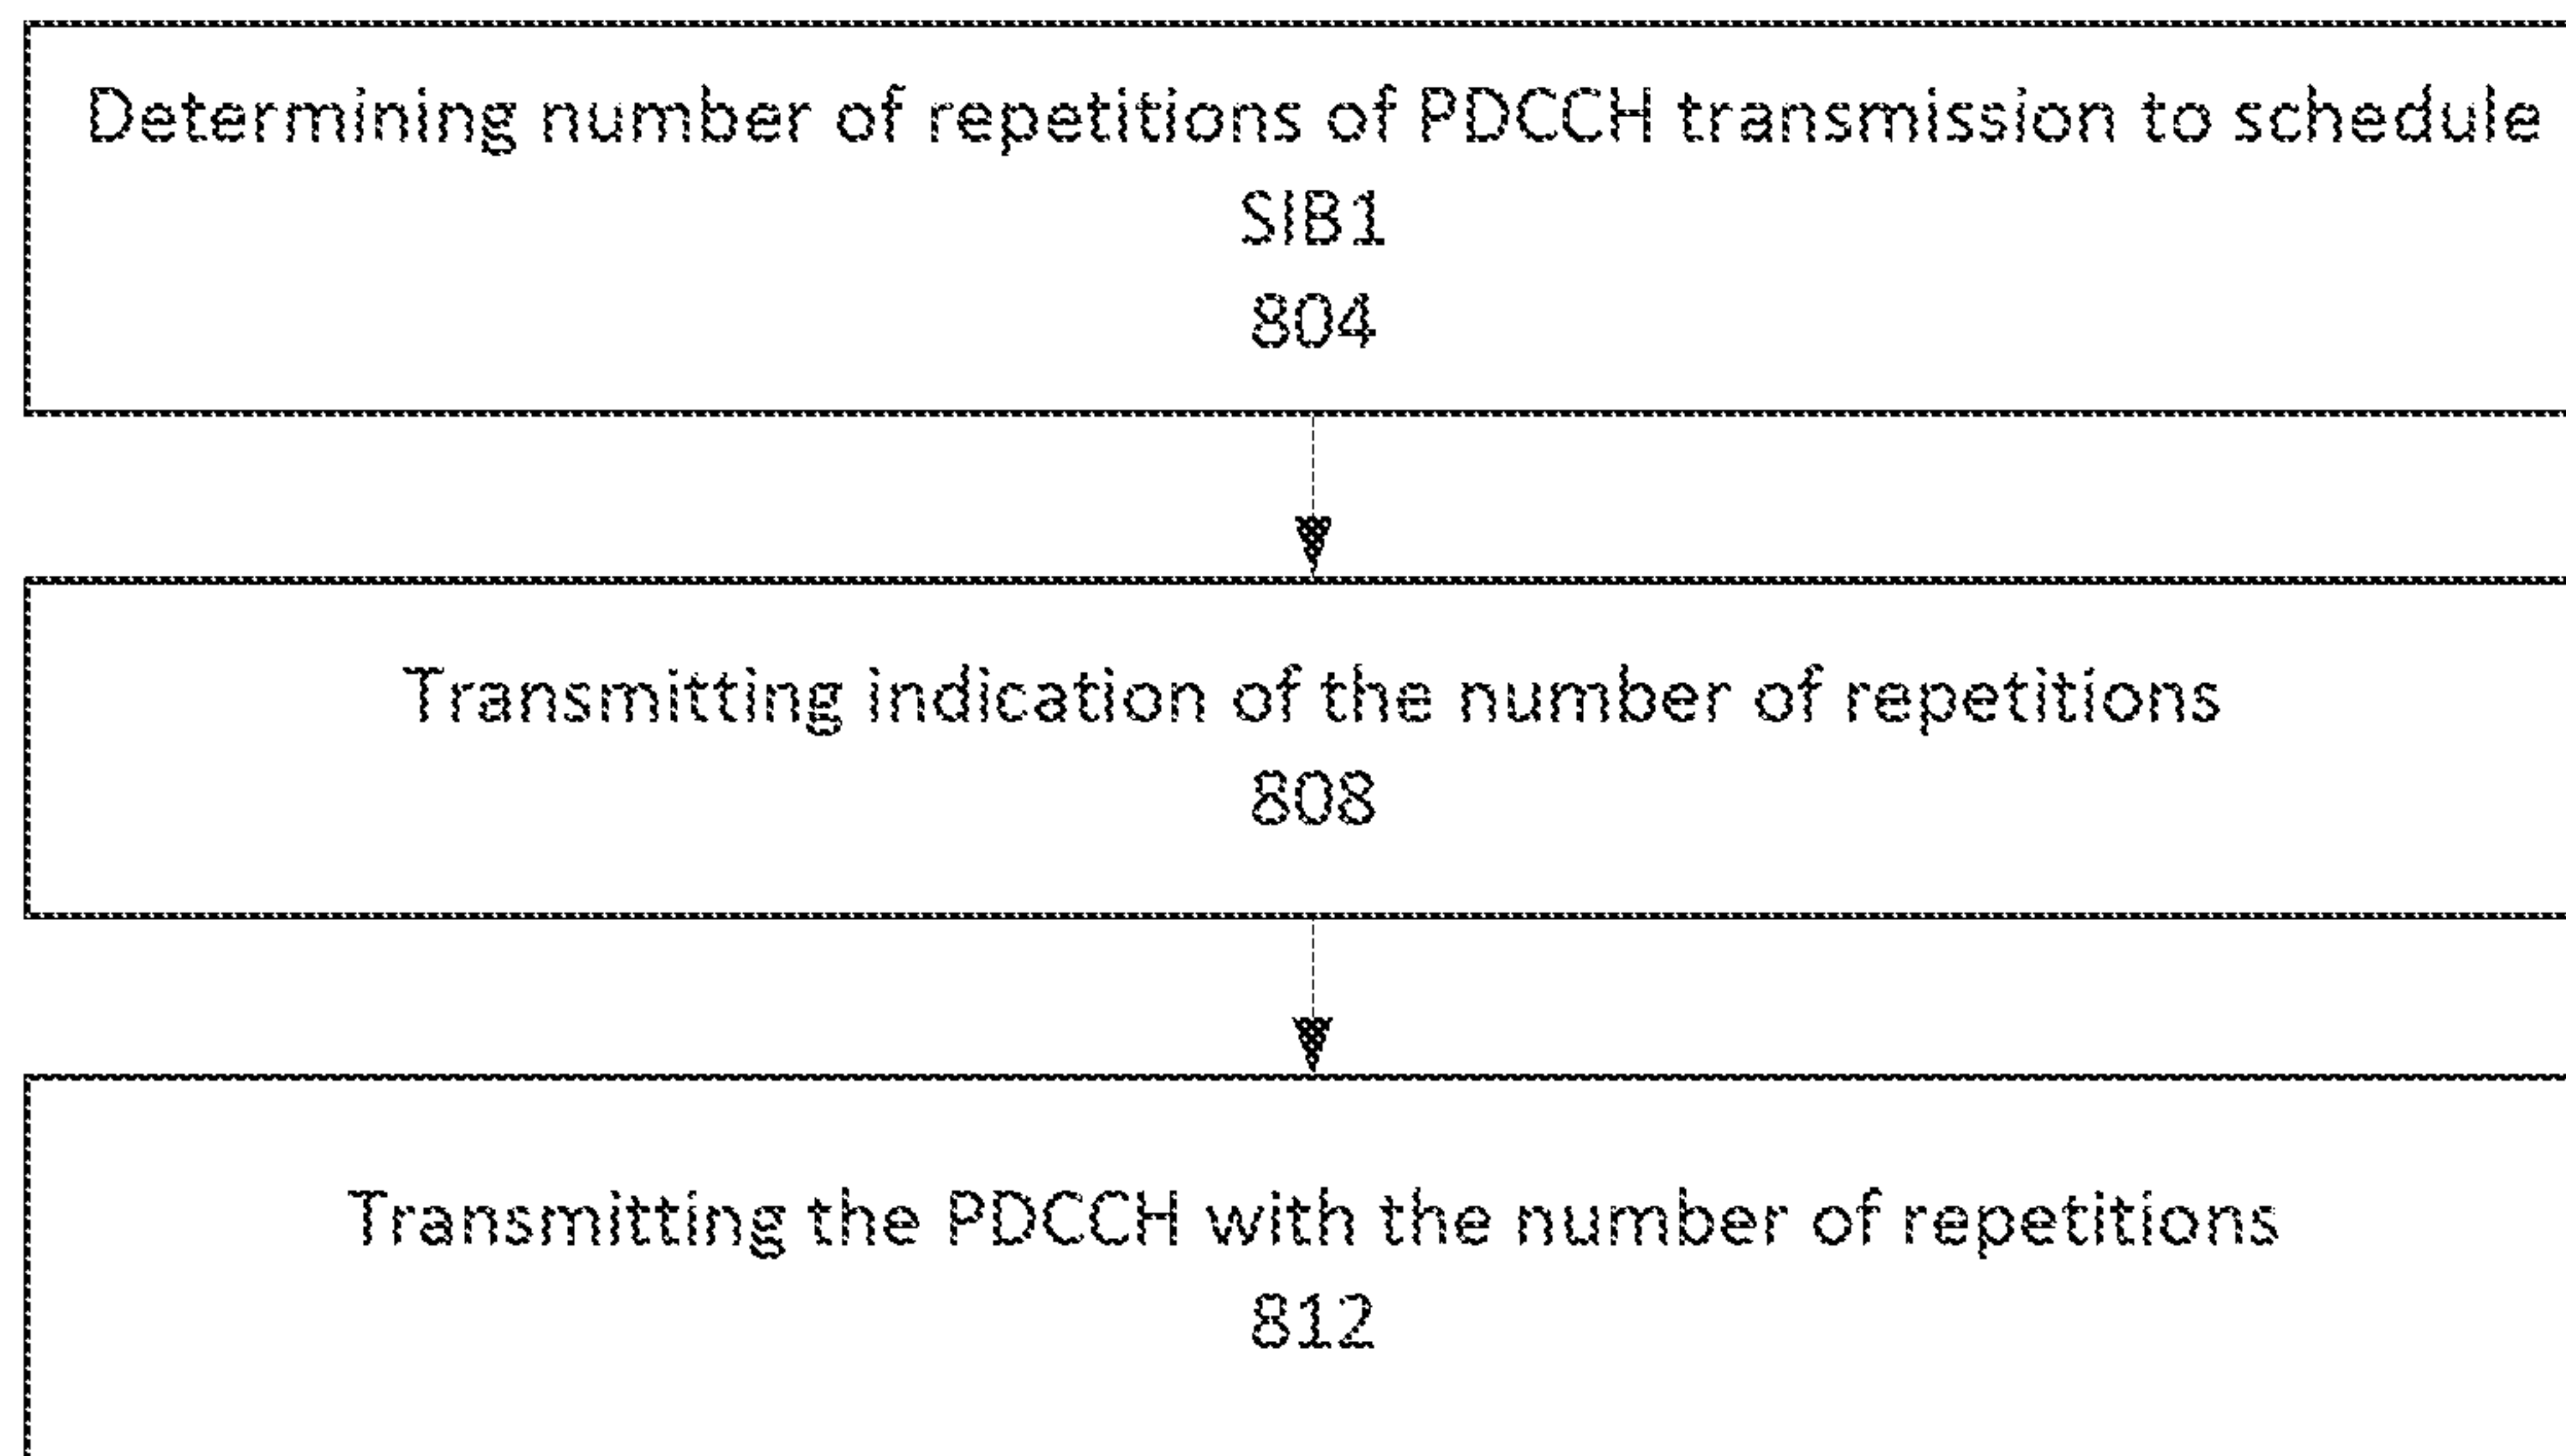 Determining number of repetitions of PDCCH transmission to schedule
SIB1
804
Transmitting indication of the number of repetitions
808
Transmitting the PDCCH with the number of repetitions
812